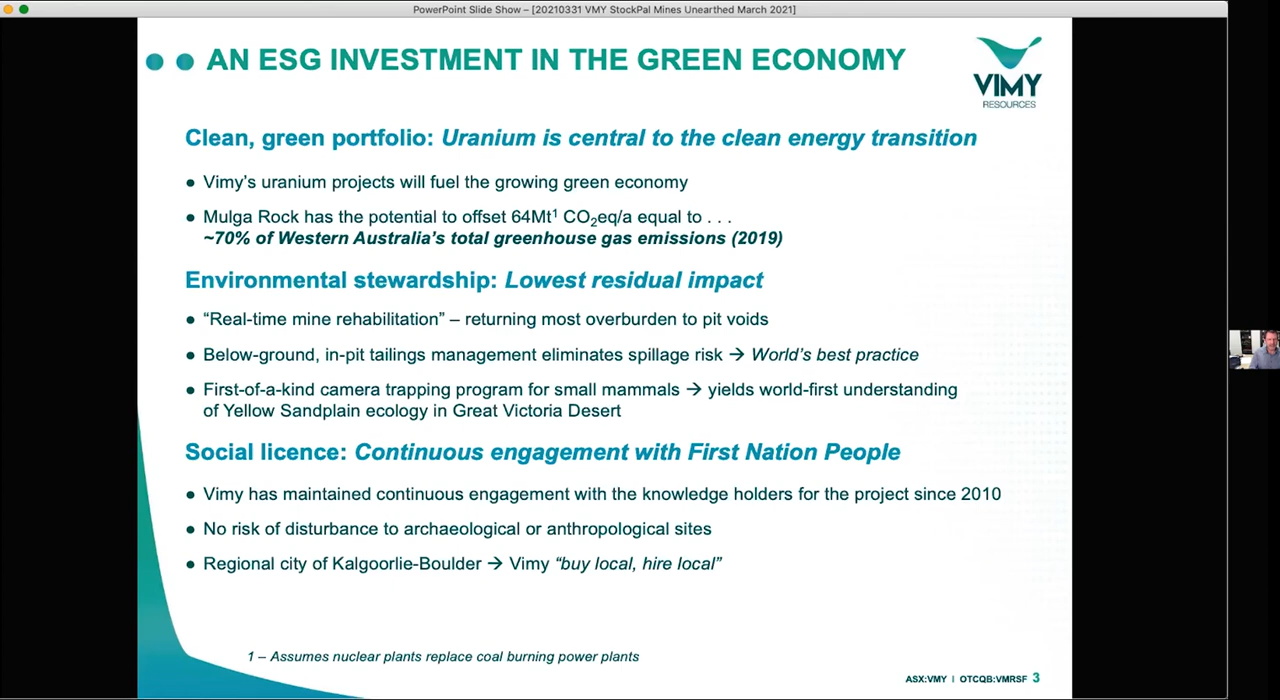 PowerPoint Slide Show – [20210331 VMY StockPal Mines Unearthed March 2021]
AN ESG INVESTMENT IN THE GREEN ECONOMY
VIMY
RESOURCES
Clean, green portfolio: Uranium is central to the clean energy transition
● Vimy's uranium projects will fuel the growing green economy
● Mulga Rock has the potential to offset 64Mt¹ CO₂eq/a equal to . . .
~70% of Western Australia's total greenhouse gas emissions (2019)
Environmental stewardship: Lowest residual impact
● “Real-time mine rehabilitation” – returning most overburden to pit voids
● Below-ground, in-pit tailings management eliminates spillage risk → World's best practice
● First-of-a-kind camera trapping program for small mammals → yields world-first understanding
of Yellow Sandplain ecology in Great Victoria Desert
Social licence: Continuous engagement with First Nation People
● Vimy has maintained continuous engagement with the knowledge holders for the project since 2010
● No risk of disturbance to archaeological or anthropological sites
● Regional city of Kalgoorlie-Boulder → Vimy “buy local, hire local”
1 – Assumes nuclear plants replace coal burning power plants
ASX:VMY | OTCQB:VMRSF 3